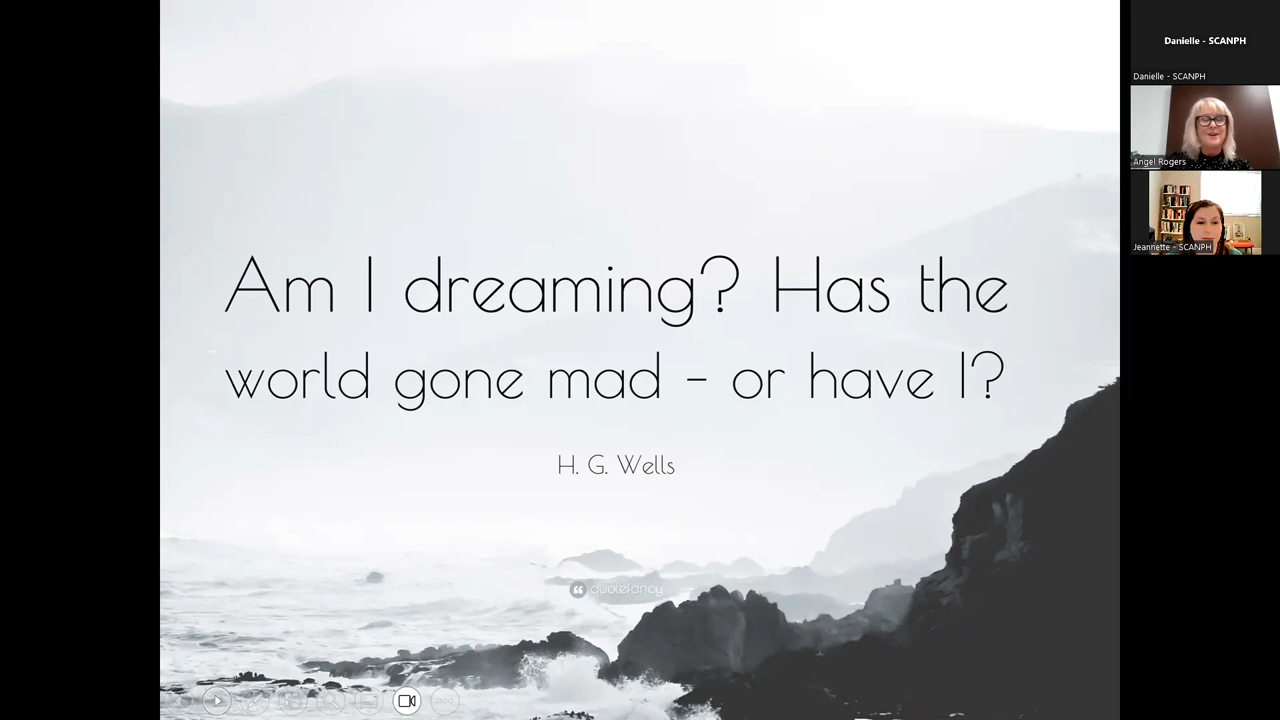 Am I dreaming? Has the
world gone mad – or have I?
H. G. Wells
quotefancy
Danielle - SCANPH
Danielle - SCANPH
Angel Rogers
Jeannette - SCANPH